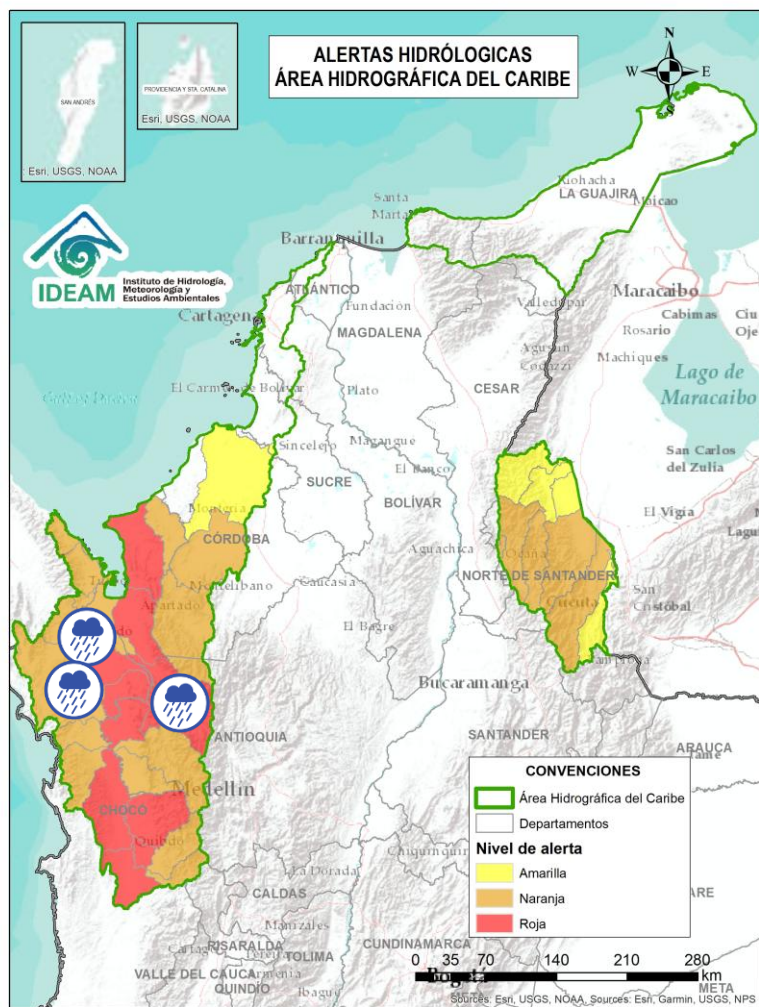 ALERTAS HIDRÓLOGICAS
ÁREA HIDROGRÁFICA DEL CARIBE
N
W E
S
SAN ANDRÉS
Esri, USGS, NOAA
PROVIDENCIA Y STA. CATALINA
Esri, USGS, NOAA
IDEAM
Instituto de Hidrología,
Meteorología y
Estudios Ambientales
Riohacha
LA GUAJIRA
Maicao
Santa
Marta
Barranquilla
ATLÁNTICO
Fundación
Valledupar
Maracaibo
Cabimas
Ciu
Oje
Cartagena
MAGDALENA
Rosario
Agustín
Codazzi
Machiques
El Carmen de Bolívar
Plato
CESAR
Lago de
Maracaibo
Sincelejo
Magangué
San Carlos
del Zulia
SUCRE
El Banco
BOLÍVAR
Montería
El Vigía
CÓRDOBA
Aguachica
Ocaña
Montelíbano
Caucasia
NORTE DE SANTANDER
San
Cristóbal
Apartadó
Cúcuta
El Bagre
Pamplona
Bucaramanga
ANTIOQUIA
SANTANDER
ARAUCA
Medellín
CHOCÓ
Quibdó
La Dorada
CALDAS
Manizales
RISARALDA
TOLIMA
CUNDINAMARCA
VALLE DEL CAUCA
Armenia
QUINDÍO
Ibagué
Bogotá
META
CONVENCIONES
Área Hidrográfica del Caribe
Departamentos
Nivel de alerta
Amarilla
Naranja
Roja
0 35 70 140 210 280
km
Sources: Esri, USGS, NOAA, Sources: Esri, Garmin, USGS, NPS